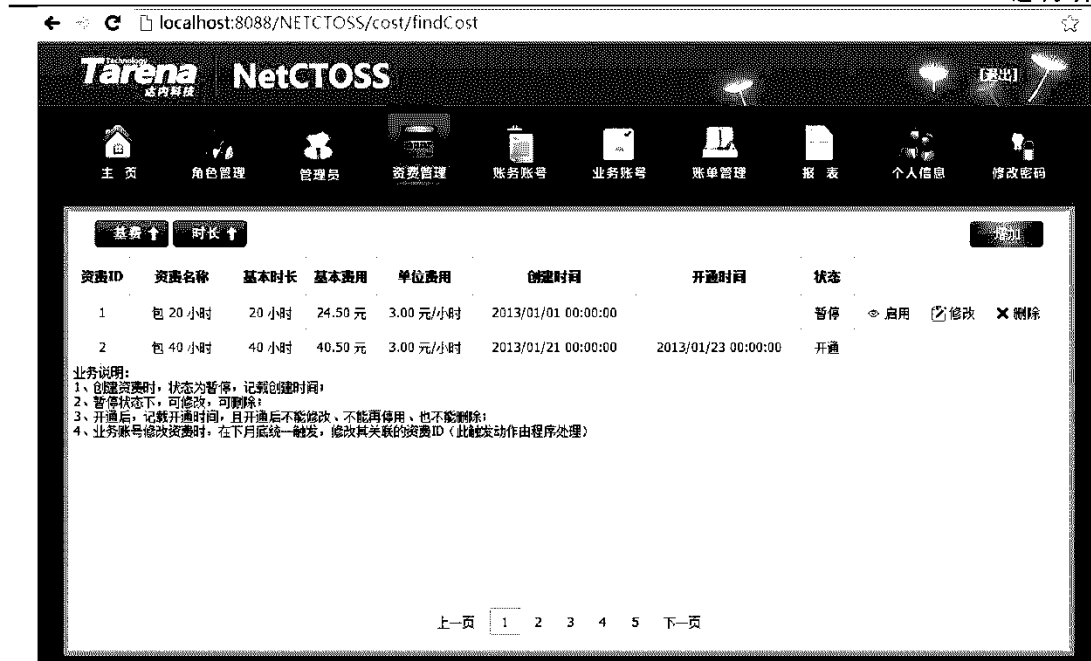 localhost:8088/NETCTOSS/cost/findCost
Technology
Tarena
达内科技
NetCTOSS
[退出]
主 页 角色管理 管理员 资费管理 账务账号 业务账号 账单管理 报 表 个人信息 修改密码
基费 时长 增加
资费ID 资费名称 基本时长 基本费用 单位费用 创建时间 开通时间 状态
1 包 20 小时 20 小时 24.50 元 3.00 元/小时 2013/01/01 00:00:00 暂停 启用 修改 删除
2 包 40 小时 40 小时 40.50 元 3.00 元/小时 2013/01/21 00:00:00 2013/01/23 00:00:00 开通
业务说明:
1、创建资费时,状态为暂停,记载创建时间;
2、暂停状态下,可修改,可删除;
3、开通后,记载开通时间,且开通后不能修改、不能再停用、也不能删除;
4、业务账号修改资费时,在下月底统一触发,修改其关联的资费ID(此触发动作由程序处理)
上一页 1 2 3 4 5 下一页